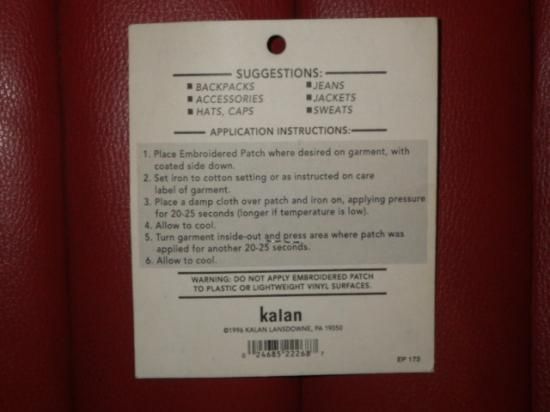 SUGGESTIONS:
■ BACKPACKS ■ JEANS
■ ACCESSORIES ■ JACKETS
■ HATS, CAPS ■ SWEATS
APPLICATION INSTRUCTIONS:
1. Place Embroidered Patch where desired on garment, with
coated side down.
2. Set iron to cotton setting or as instructed on care
label of garment.
3. Place a damp cloth over patch and iron on, applying pressure
for 20-25 seconds (longer if temperature is low).
4. Allow to cool.
5. Turn garment inside-out and press area where patch was
applied for another 20-25 seconds.
6. Allow to cool.
WARNING: DO NOT APPLY EMBROIDERED PATCH
TO PLASTIC OR LIGHTWEIGHT VINYL SURFACES.
kalan
©1996 KALAN LANSDOWNE, PA 19050
0 24685 22268 7
EP 173